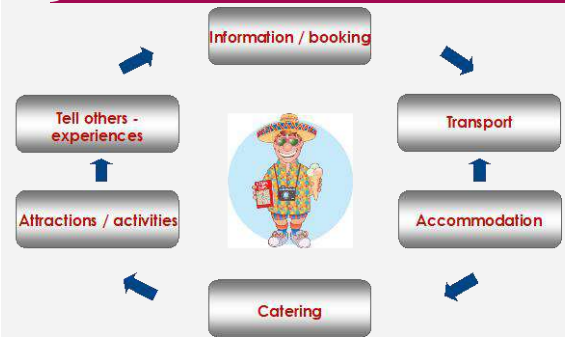 Information / booking
Tell others -
experiences
Transport
Attractions / activities
Accommodation
Catering